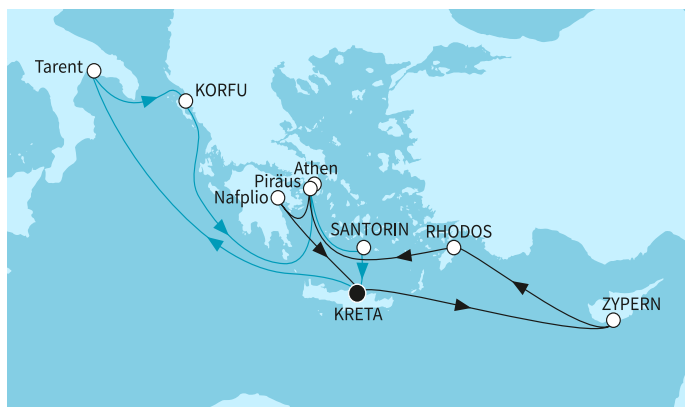 Tarent
KORFU
Athen
Piräus
Nafplio
SANTORIN
RHODOS
ZYPERN
KRETA